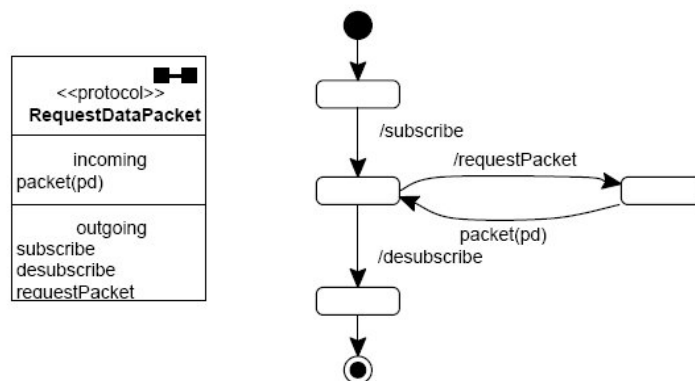 <<protocol>>
RequestDataPacket
incoming
packet(pd)
outgoing
subscribe
desubscribe
requestPacket
/subscribe
/requestPacket
packet(pd)
/desubscribe